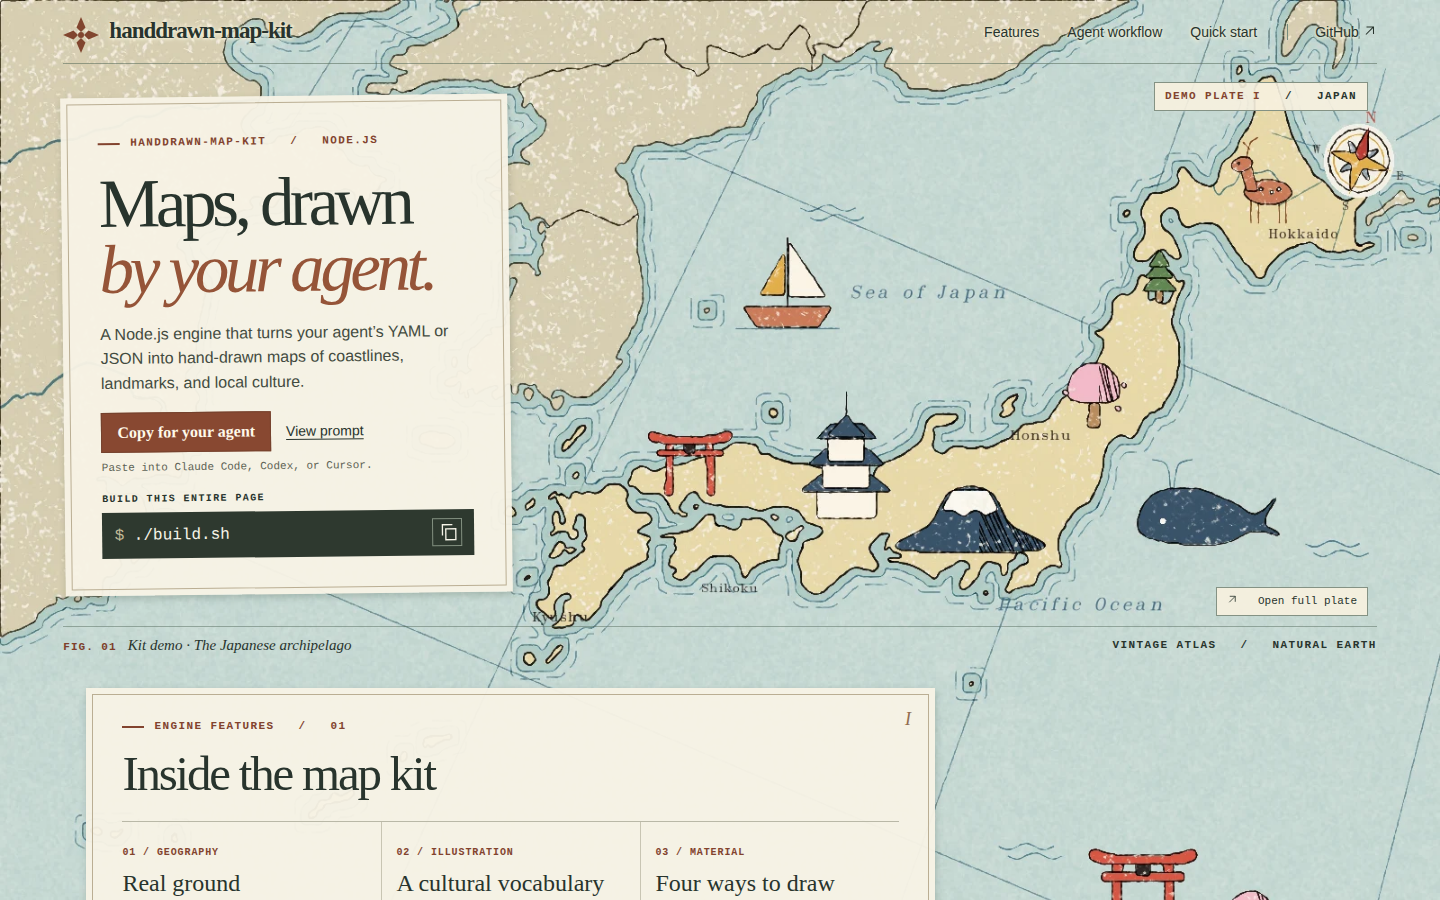 handdrawn-map-kit
Features Agent workflow Quick start GitHub
DEMO PLATE I / JAPAN
N
W
E
S
HANDDRAWN-MAP-KIT / NODE.JS
Maps, drawn
by your agent.
A Node.js engine that turns your agent’s YAML or
JSON into hand-drawn maps of coastlines,
landmarks, and local culture.
Copy for your agent View prompt
Paste into Claude Code, Codex, or Cursor.
BUILD THIS ENTIRE PAGE
$ ./build.sh
Hokkaido
Sea of Japan
Honshu
Shikoku
Kyushu
Pacific Ocean
Open full plate
FIG. 01 Kit demo · The Japanese archipelago
VINTAGE ATLAS / NATURAL EARTH
ENGINE FEATURES / 01
I
Inside the map kit
01 / GEOGRAPHY
Real ground
02 / ILLUSTRATION
A cultural vocabulary
03 / MATERIAL
Four ways to draw